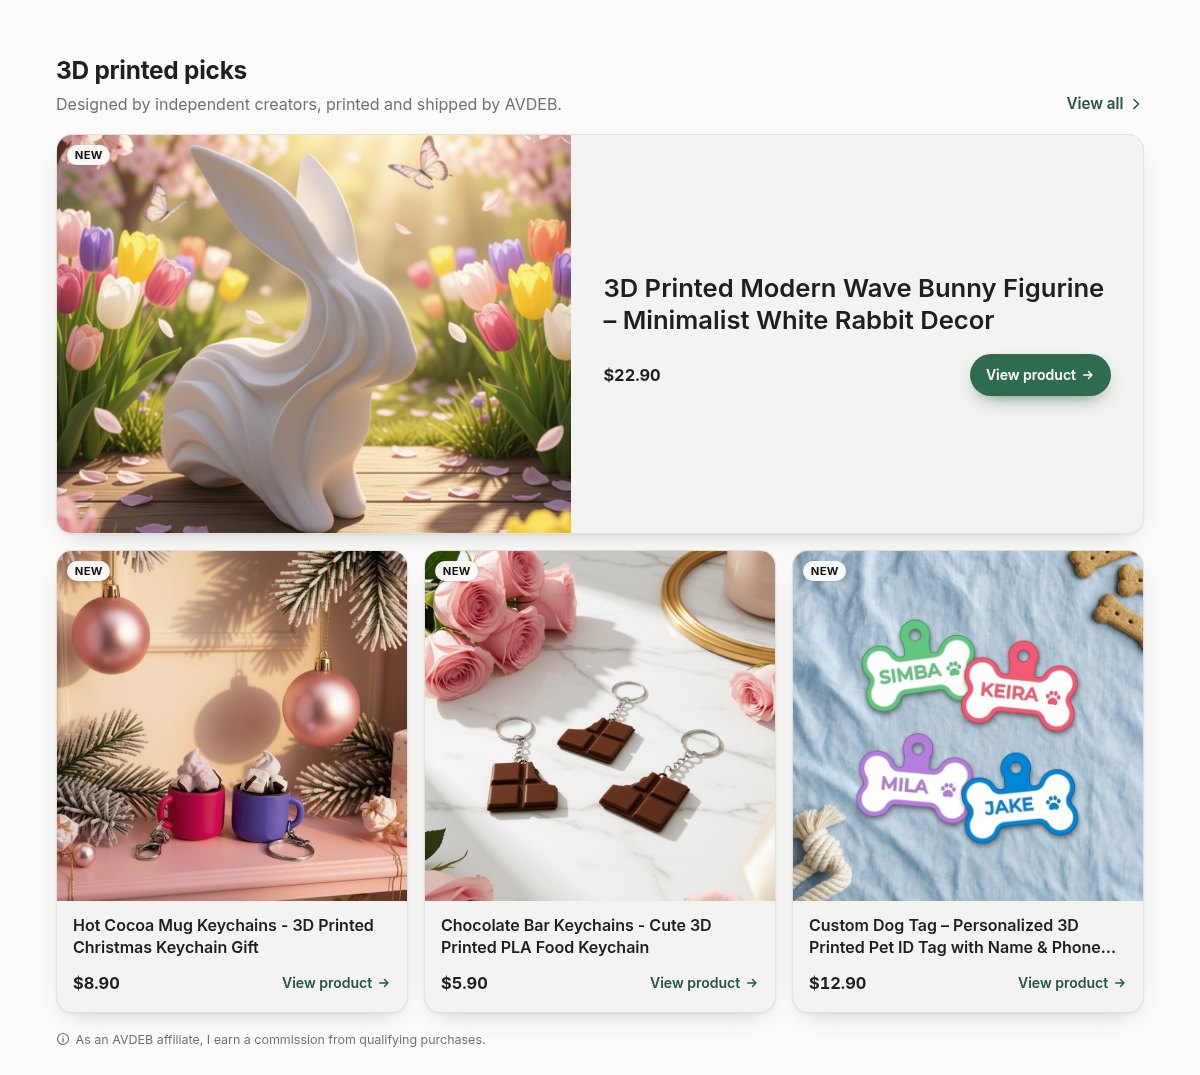 3D printed picks
Designed by independent creators, printed and shipped by AVDEB.
View all
NEW
3D Printed Modern Wave Bunny Figurine
– Minimalist White Rabbit Decor
$22.90
View product →
NEW
Hot Cocoa Mug Keychains - 3D Printed
Christmas Keychain Gift
$8.90
View product →
NEW
Chocolate Bar Keychains - Cute 3D
Printed PLA Food Keychain
$5.90
View product →
NEW
SIMBA
KEIRA
MILA
JAKE
Custom Dog Tag – Personalized 3D
Printed Pet ID Tag with Name & Phone...
$12.90
View product →
As an AVDEB affiliate, I earn a commission from qualifying purchases.